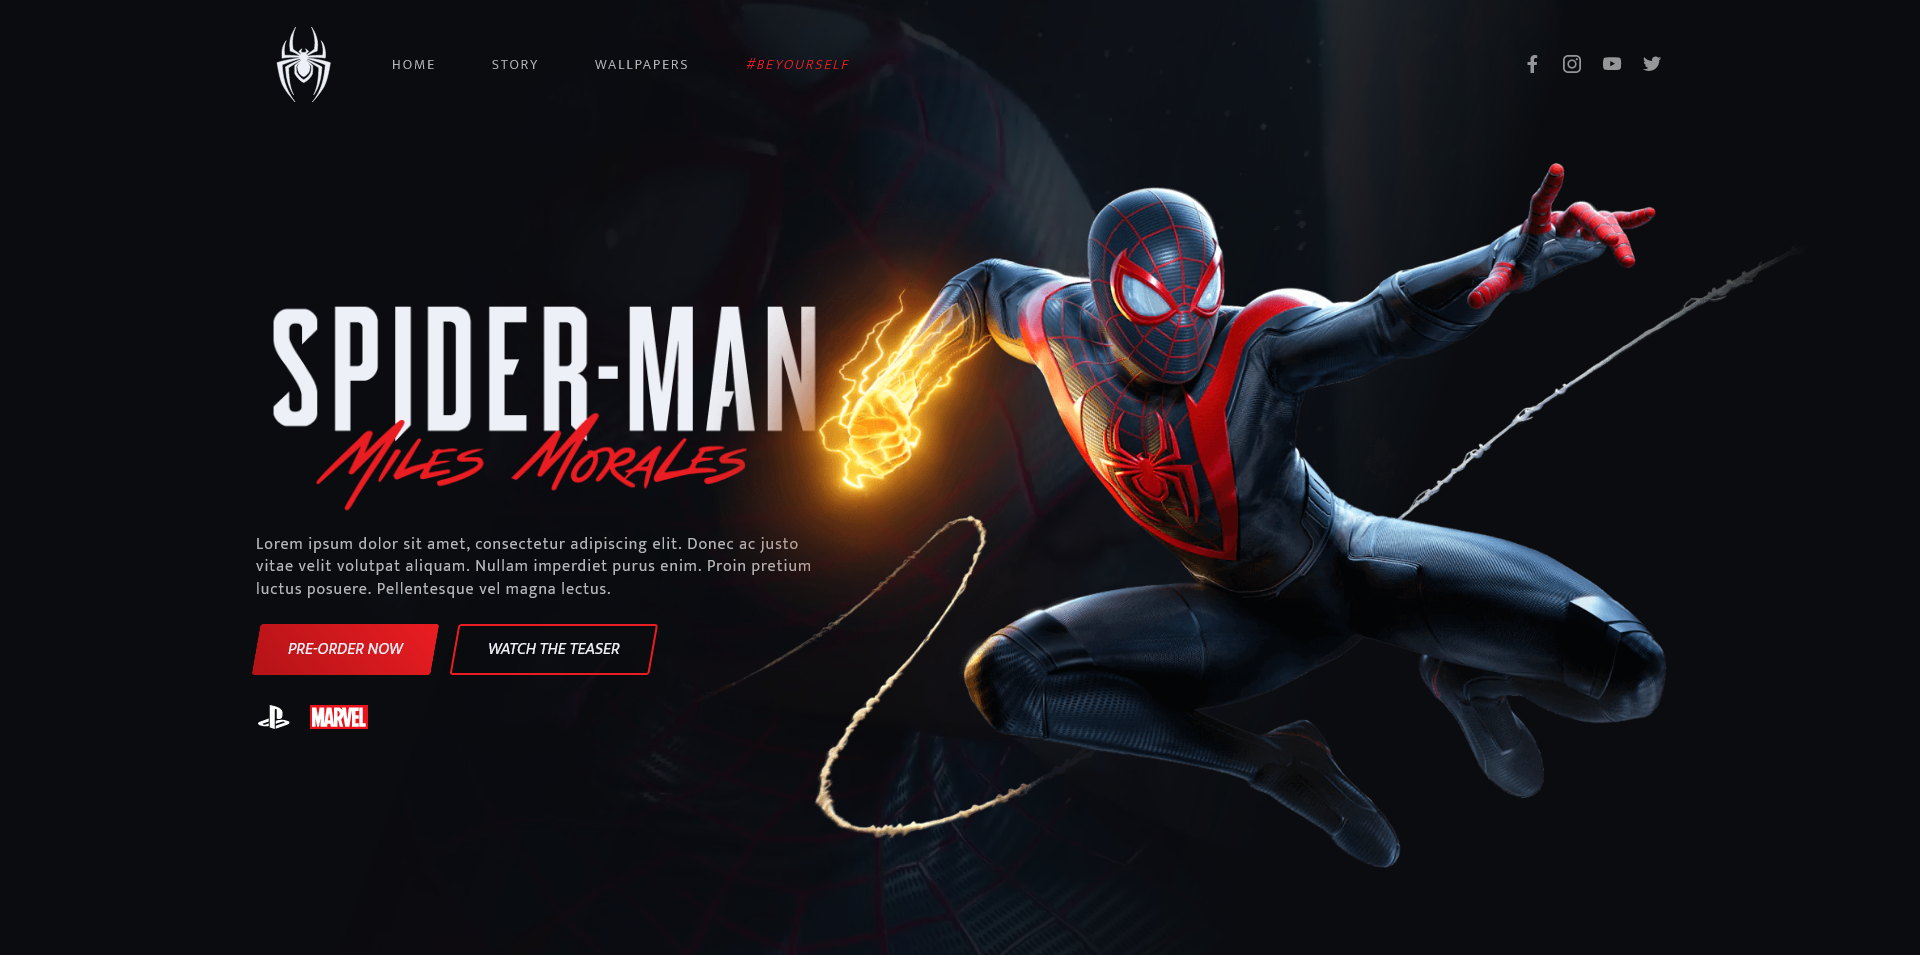 HOME
STORY
WALLPAPERS
#BEYOURSELF
SPIDER-MAN
MILES MORALES
Lorem ipsum dolor sit amet, consectetur adipiscing elit. Donec ac justo
vitae velit volutpat aliquam. Nullam imperdiet purus enim. Proin pretium
luctus posuere. Pellentesque vel magna lectus.
PRE-ORDER NOW
WATCH THE TEASER
MARVEL